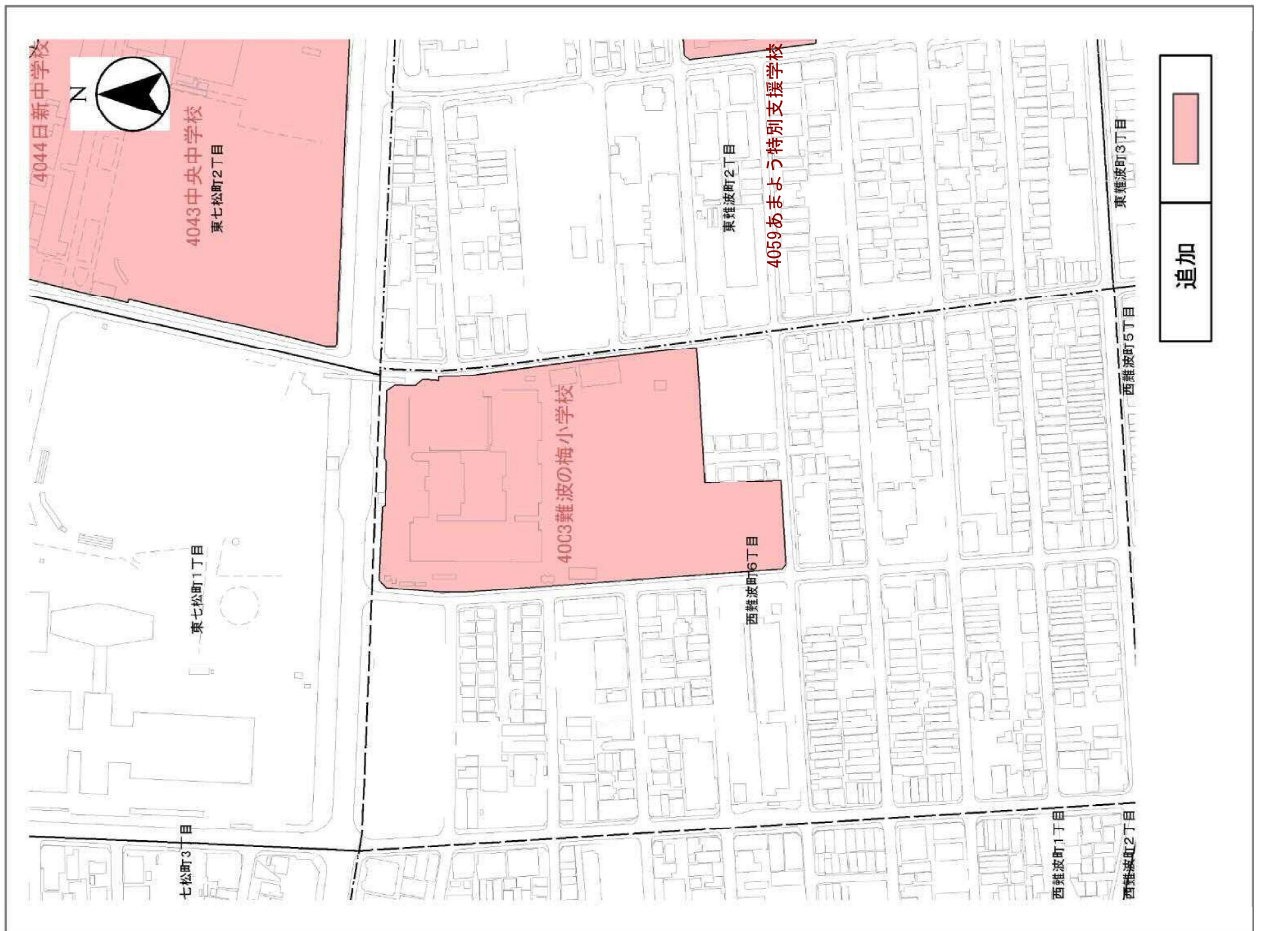 N
4044日新中学校
4043中央中学校
東七松町2丁目
4059あまよう特別支援学校
東難波町2丁目
東難波町3丁目
追加
4003難波の梅小学校
西難波町5丁目
東七松町1丁目
西難波町6丁目
七松町3丁目
西難波町1丁目
西難波町2丁目